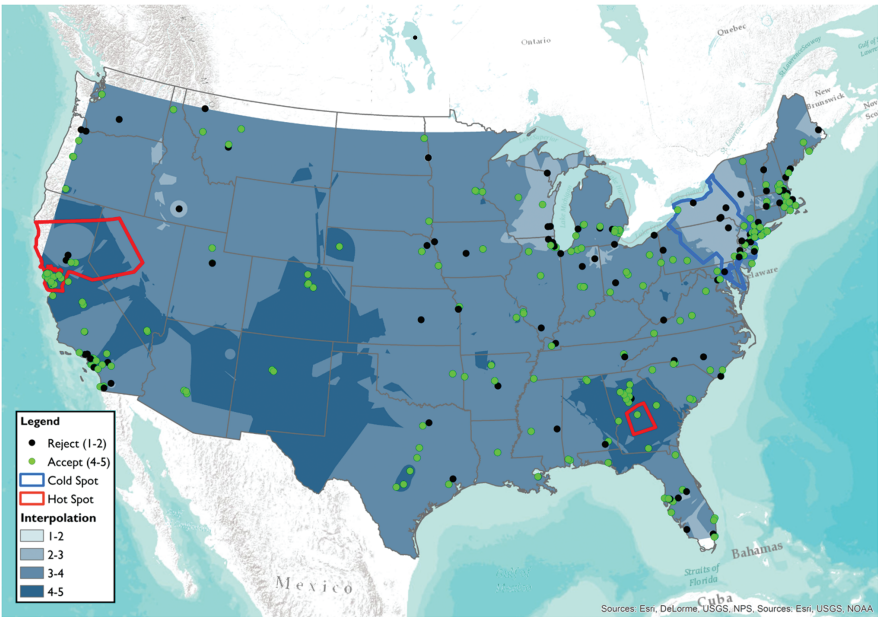 Ontario
Quebec
New
Brunswick
St. Lawrence
Delaware
Legend
Reject (1-2)
Accept (4-5)
Cold Spot
Hot Spot
Interpolation
1-2
2-3
3-4
4-5
Mexico
Bahamas
Straits of
Florida
Cuba
Sources: Esri, DeLorme, USGS, NPS, Sources: Esri, USGS, NOAA